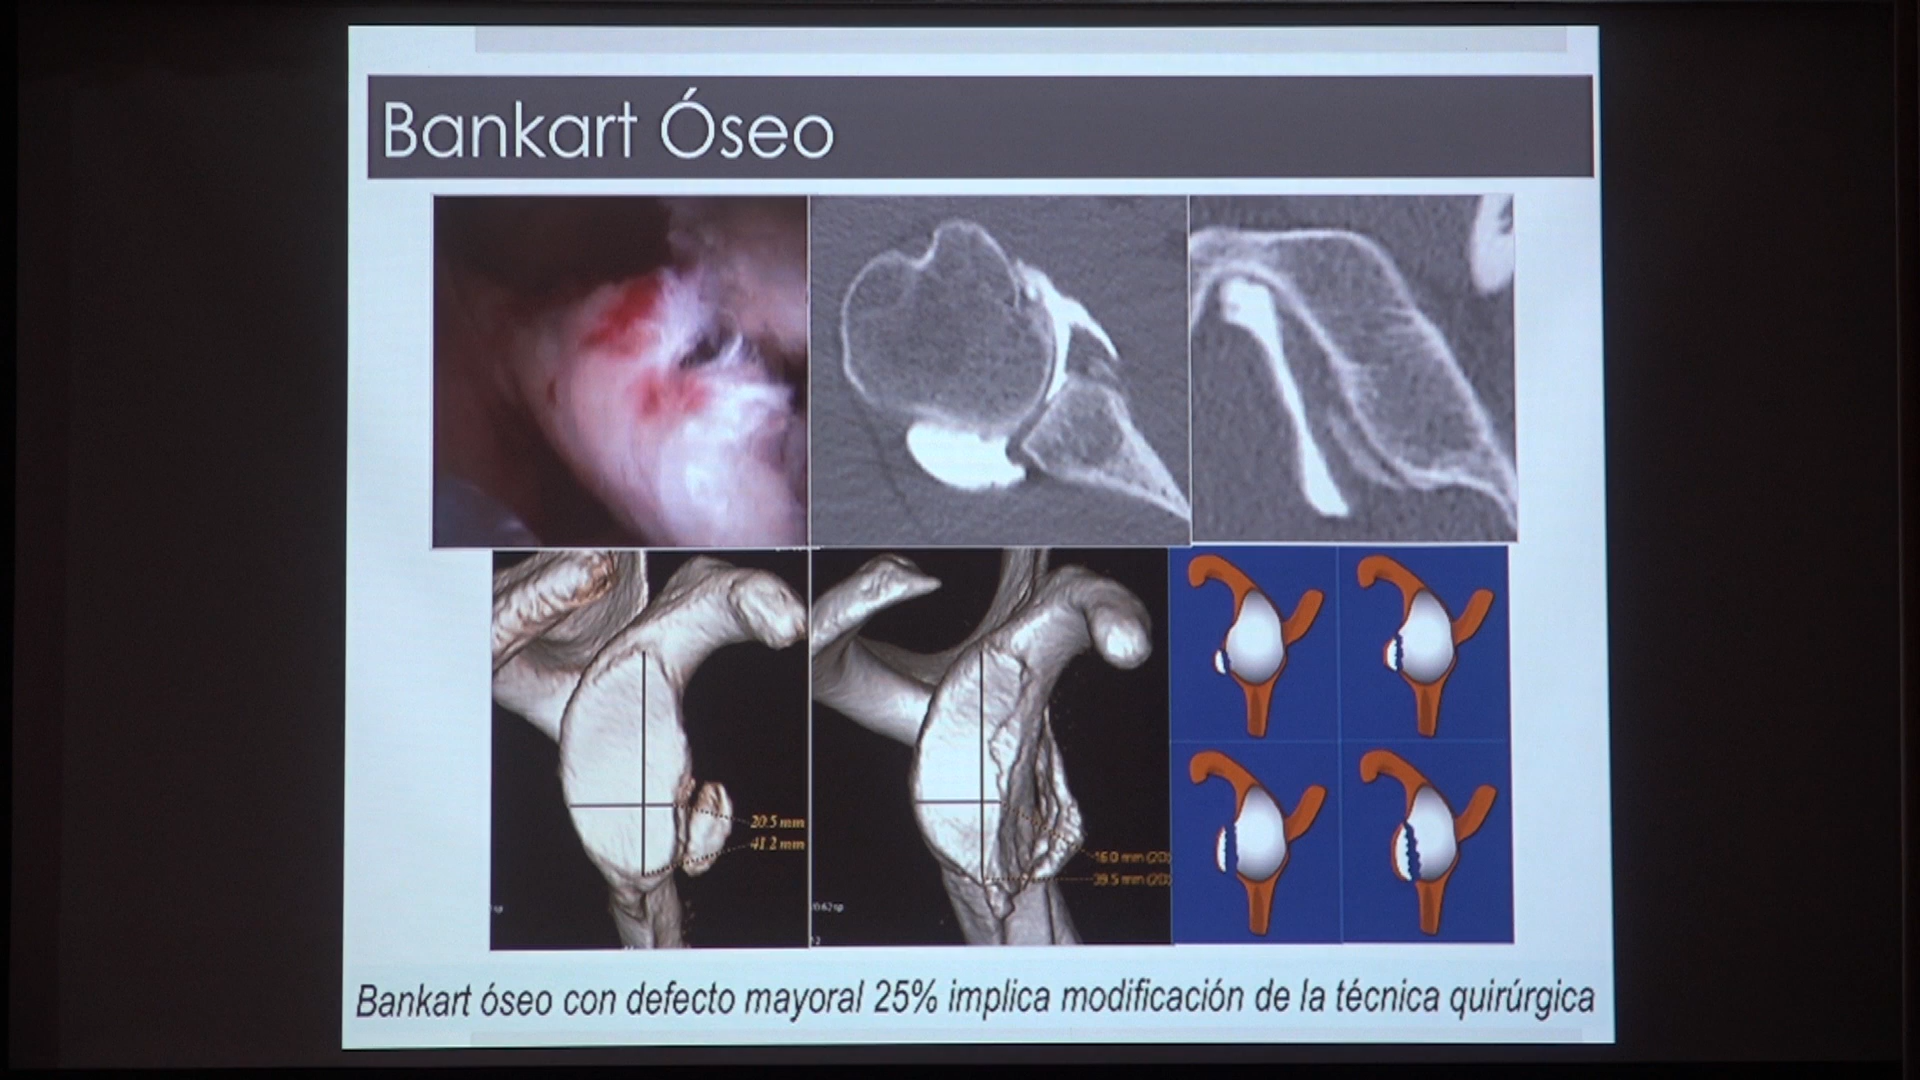 Bankart Óseo
20.5 mm
41.2 mm
16.0 mm (2D)
39.5 mm (2D)
Bankart óseo con defecto mayoral 25% implica modificación de la técnica quirúrgica